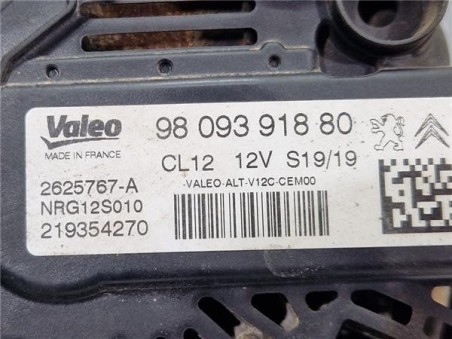 Valeo
MADE IN FRANCE
98 093 918 80
CL12 12V S19/19
2625767-A
NRG12S010
219354270
-VALEO-ALT-V12C-CEM00